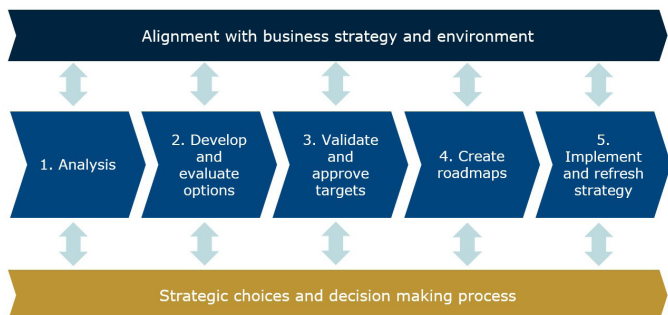 Alignment with business strategy and environment
1. Analysis
2. Develop
and
evaluate
options
3. Validate
and
approve
targets
4. Create
roadmaps
5.
Implement
and refresh
strategy
Strategic choices and decision making process